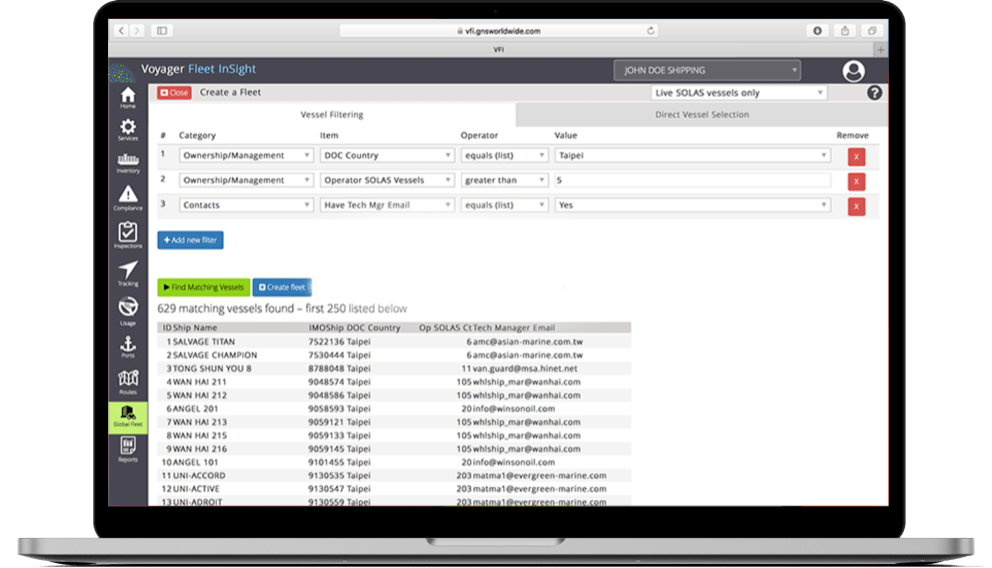 vfi.gnsworldwide.com
VFI
Voyager Fleet InSight
JOHN DOE SHIPPING
Close Create a Fleet Live SOLAS vessels only
Vessel Filtering Direct Vessel Selection
# Category Item Operator Value Remove
1 Ownership/Management DOC Country equals (list) Taipei x
2 Ownership/Management Operator SOLAS Vessels greater than 5 x
3 Contacts Have Tech Mgr Email equals (list) Yes x
+ Add new filter
Find Matching Vessels Create fleet
629 matching vessels found – first 250 listed below
ID Ship Name IMOShip DOC Country Op SOLAS Ct Tech Manager Email
1 SALVAGE TITAN 7522136 Taipei 6 amc@asian-marine.com.tw
2 SALVAGE CHAMPION 7530444 Taipei 6 amc@asian-marine.com.tw
3 TONG SHUN YOU 8 8788048 Taipei 11 van.guard@msa.hinet.net
4 WAN HAI 211 9048574 Taipei 105 whlship_mar@wanhai.com
5 WAN HAI 212 9048586 Taipei 105 whlship_mar@wanhai.com
6 ANGEL 201 9058593 Taipei 20 info@winsonoil.com
7 WAN HAI 213 9059121 Taipei 105 whlship_mar@wanhai.com
8 WAN HAI 215 9059133 Taipei 105 whlship_mar@wanhai.com
9 WAN HAI 216 9059145 Taipei 105 whlship_mar@wanhai.com
10 ANGEL 101 9101455 Taipei 20 info@winsonoil.com
11 UNI-ACCORD 9130535 Taipei 203 matma1@evergreen-marine.com
12 UNI-ACTIVE 9130547 Taipei 203 matma1@evergreen-marine.com
13 UNI-ADROIT 9130559 Taipei 203 matma1@evergreen-marine.com
Home
Services
Inventory
Compliance
Inspections
Tracking
Usage
Ports
Routes
Global Fleet
Reports